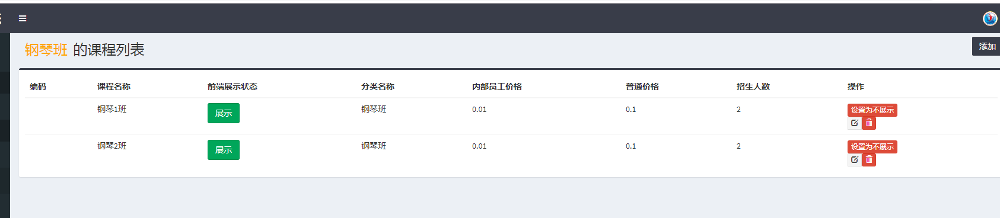 钢琴班 的课程列表
添加
编码 课程名称 前端展示状态 分类名称 内部员工价格 普通价格 招生人数 操作
钢琴1班 展示 钢琴班 0.01 0.1 2 设置为不展示
钢琴2班 展示 钢琴班 0.01 0.1 2 设置为不展示